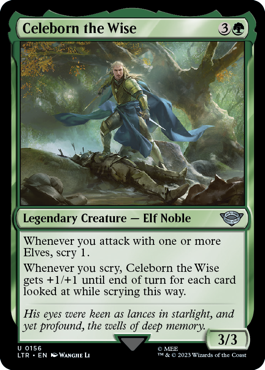 Celeborn the Wise 3
Legendary Creature — Elf Noble
Whenever you attack with one or more
Elves, scry 1.
Whenever you scry, Celeborn the Wise
gets +1/+1 until end of turn for each card
looked at while scrying this way.
His eyes were keen as lances in starlight, and
yet profound, the wells of deep memory.
3/3
U 0156
LTR • EN Wanghe Li
© MEE
™ & © 2023 Wizards of the Coast